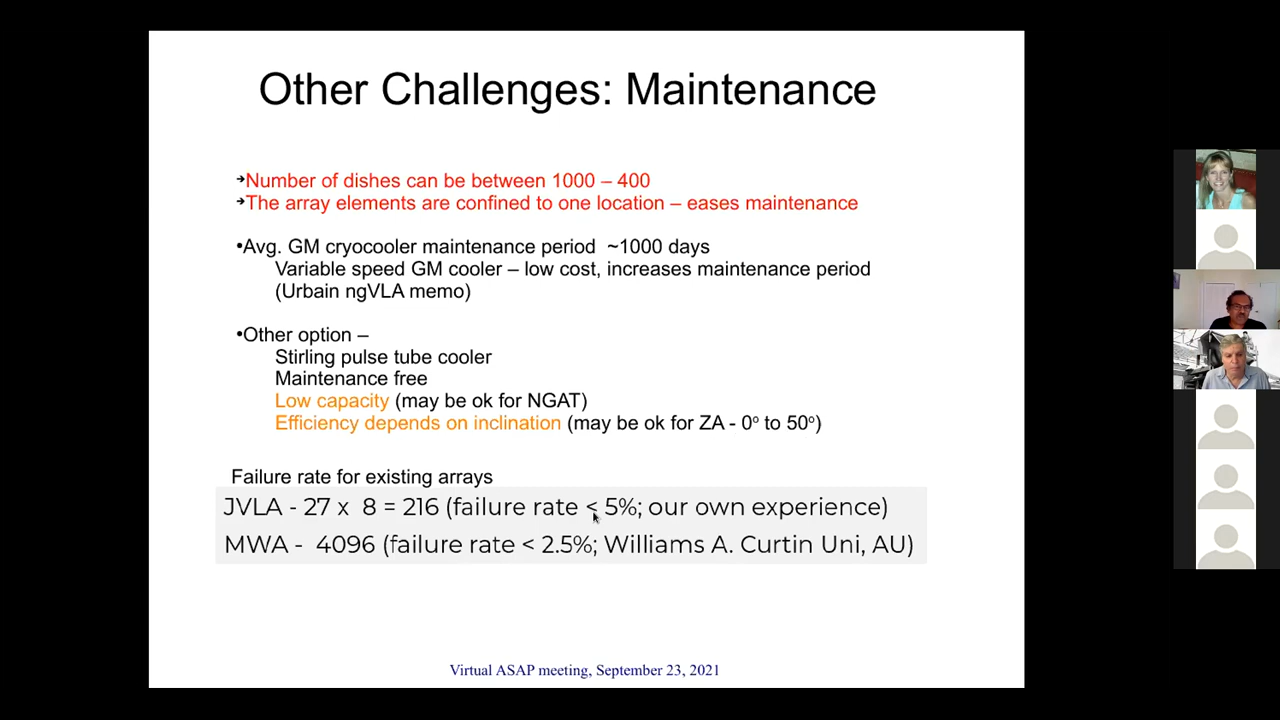 Other Challenges: Maintenance
➔Number of dishes can be between 1000 – 400
➔The array elements are confined to one location – eases maintenance
•Avg. GM cryocooler maintenance period ~1000 days
Variable speed GM cooler – low cost, increases maintenance period
(Urbain ngVLA memo)
•Other option –
Stirling pulse tube cooler
Maintenance free
Low capacity (may be ok for NGAT)
Efficiency depends on inclination (may be ok for ZA - 0º to 50º)
Failure rate for existing arrays
JVLA - 27 x 8 = 216 (failure rate < 5%; our own experience)
MWA - 4096 (failure rate < 2.5%; Williams A. Curtin Uni, AU)
Virtual ASAP meeting, September 23, 2021